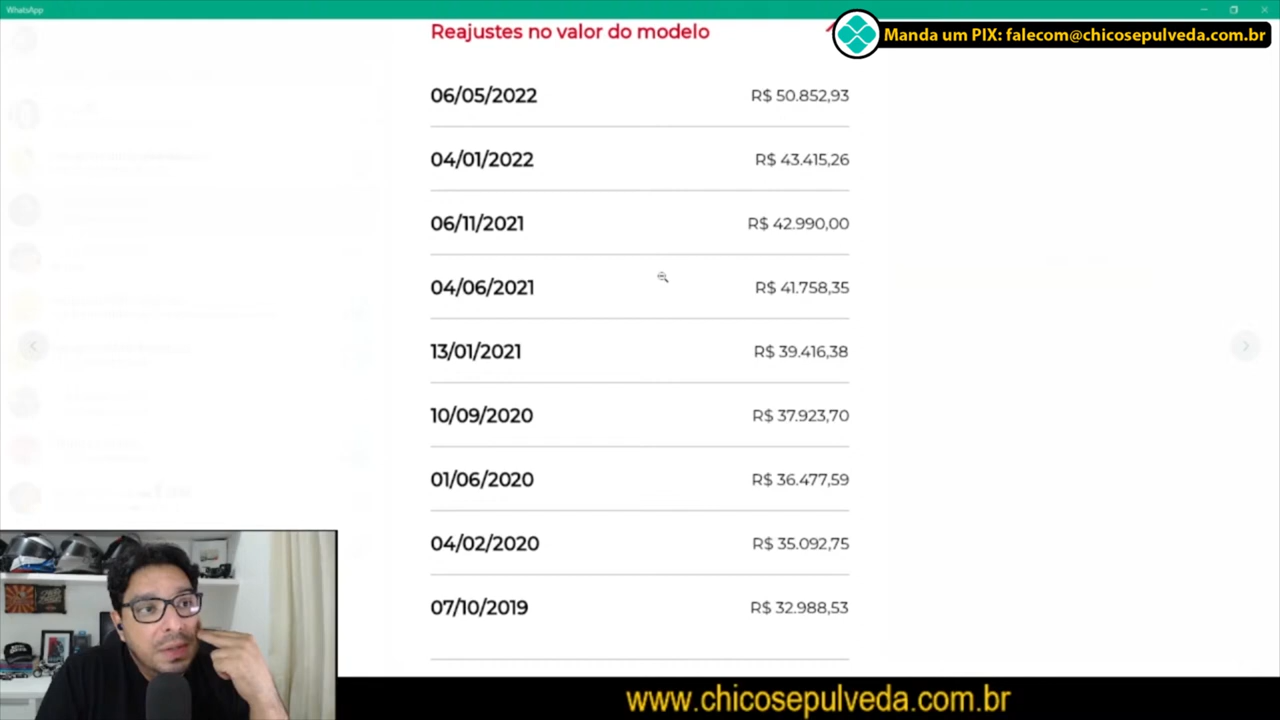 WhatsApp
Reajustes no valor do modelo
Manda um PIX: falecom@chicosepulveda.com.br
06/05/2022 R$ 50.852,93
04/01/2022 R$ 43.415,26
06/11/2021 R$ 42.990,00
04/06/2021 R$ 41.758,35
13/01/2021 R$ 39.416,38
10/09/2020 R$ 37.923,70
01/06/2020 R$ 36.477,59
04/02/2020 R$ 35.092,75
07/10/2019 R$ 32.988,53
www.chicosepulveda.com.br